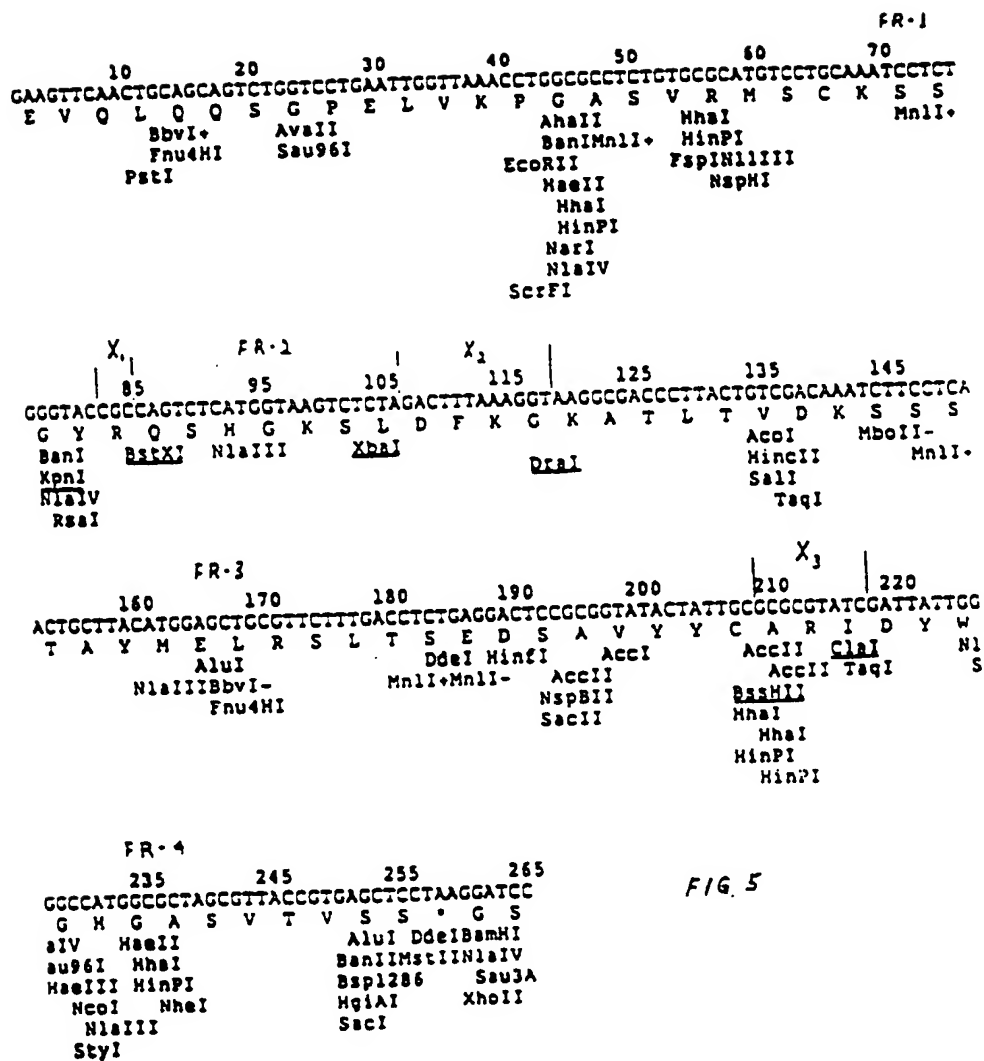 FR-1
10 20 30 40 50 60 70
GAAGTTCAACTGCAGCAGTCTGGTCCTGAATTGGTTAAACCTGGCGCCTCTGTGCGCATGTCCTGCAAATCCTCT
E V Q L Q Q S G P E L V K P G A S V R M S C K S S
BbvI+ AvaII AhaII HhaI MnlI+
Fnu4HI Sau96I BanIMnlI+ HinPI
PstI EcoRII FspINlIIII
HaeII NspHI
HhaI
HinPI
NarI
NlaIV
ScrFI
X₁ FR-2 X₂
85 95 105 115 125 135 145
GGGTACCGCCAGTCTCATGGTAAGTCTCTAGACTTTAAAGGTAAGGCGACCCTTACTGTCGACAAATCTTCCTCA
G Y R Q S H G K S L D F K G K A T L T V D K S S S
BanI BstXI NlaIII XbaI DraI AccI MboII-
KpnI HincII MnlI+
NlaIV SalI
RsaI TaqI
FR-3 X₃
160 170 180 190 200 210 220
ACTGCTTACATGGAGCTGCGTTCTTTGACCTCTGAGGACTCCGCGGTATACTATTGCGCGCGTATCGATTATTGG
T A Y M E L R S L T S E D S A V Y Y C A R I D Y W
AluI DdeI HinfI AccI AccII ClaI Nl
NlaIIIBbvI- MnlI+MnlI- AccII AccII TaqI S
Fnu4HI NspBII BssHII
SacII HhaI
HhaI
HinPI
HinPI
FR-4
235 245 255 265
GGCCATGGCGCTAGCGTTACCGTGAGCTCCTAAGGATCC
G H G A S V T V S S * G S
aIV HaeII AluI DdeIBamHI
au96I HhaI BanIIMstIINlaIV
HaeIII HinPI Bsp1286 Sau3A
NcoI NheI HgiAI XhoII
NlaIII SacI
StyI
FIG. 5